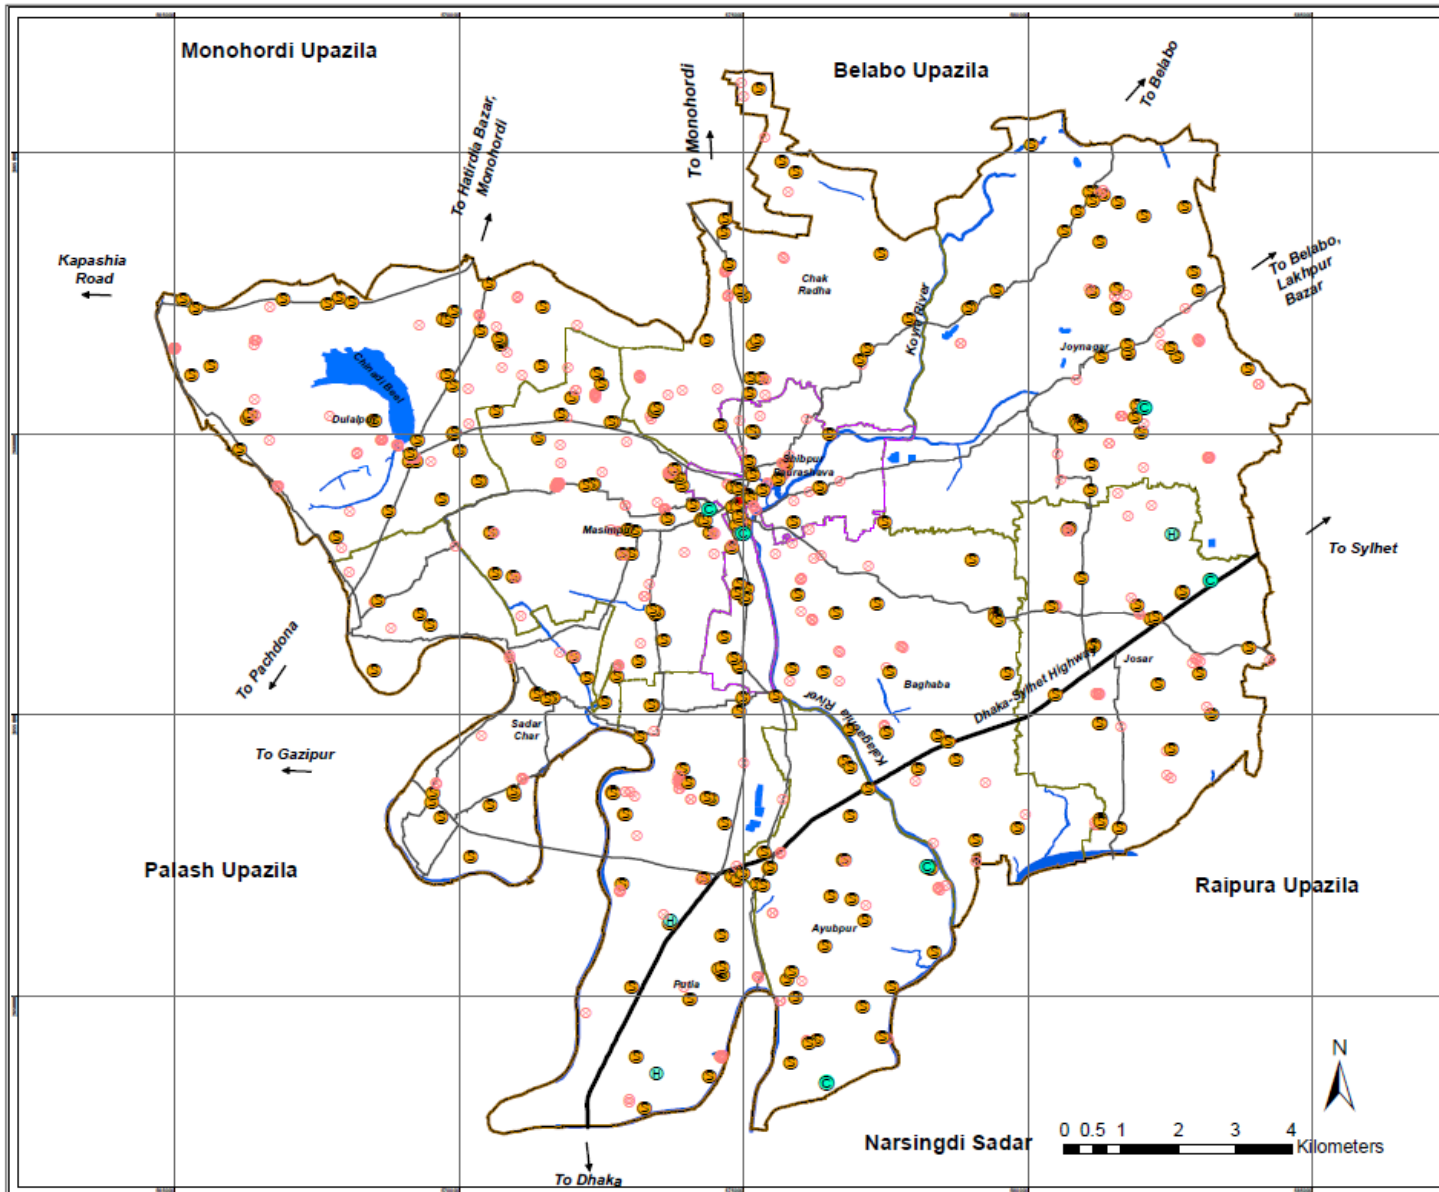 Monohordi Upazila
Belabo Upazila
To Belabo
To Monohordi
To Hatirdia Bazar,
Monohordi
Kapashia
Road
To Belabo,
Lakhpur
Bazar
Chak
Radha
Koyra River
Joynagar
Chinadi Beel
Dulalpur
Shibpur
Paurashava
Masimpur
To Sylhet
To Pachdona
Dhaka-Sylhet Highway
Josar
Baghaba
Sadar
Char
Kalagachia River
To Gazipur
Palash Upazila
Raipura Upazila
Ayubpur
Putia
N
Narsingdi Sadar
0 0.5 1 2 3 4
Kilometers
To Dhaka